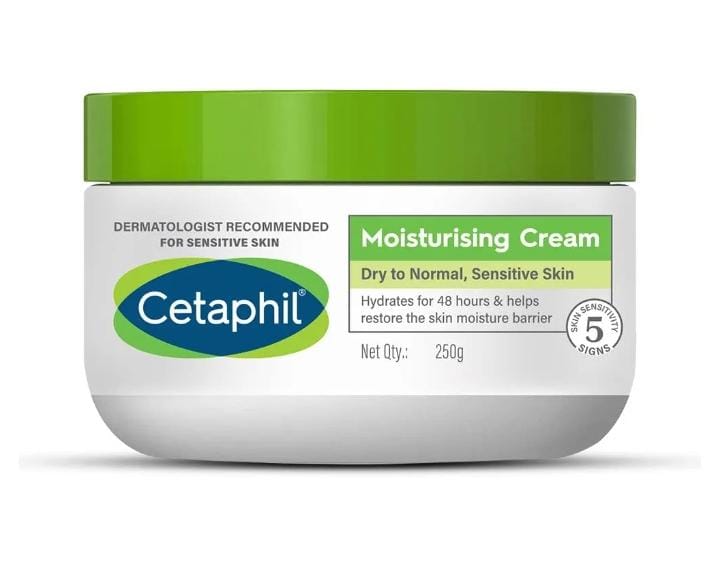 DERMATOLOGIST RECOMMENDED
FOR SENSITIVE SKIN
Cetaphil®
Moisturising Cream
Dry to Normal, Sensitive Skin
Hydrates for 48 hours & helps
restore the skin moisture barrier
Net Qty.: 250g
SKIN SENSITIVITY
5
SIGNS